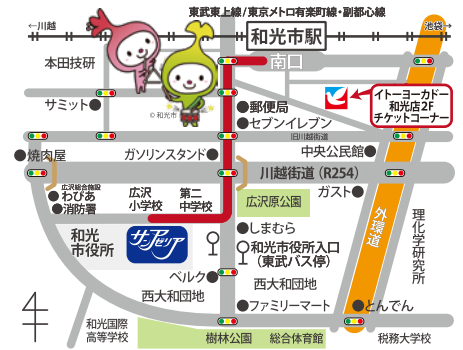 東武東上線/東京メトロ有楽町線・副都心線
川越
池袋
和光市駅
南口
本田技研
イトーヨーカドー
和光店2F
チケットコーナー
サミット
© 和光市
郵便局
セブンイレブン
旧川越街道
焼肉屋
ガソリンスタンド
中央公民館
川越街道(R254)
広沢総合施設
わぴあ
消防署
広沢
小学校
第二
中学校
広沢原公園
ガスト
外環道
理化学研究所
しまむら
和光
市役所
サンアゼリア
和光市役所入口
(東武バス停)
ベルク
西大和団地
西大和団地
ファミリーマート
とんでん
和光国際
高等学校
樹林公園
総合体育館
税務大学校